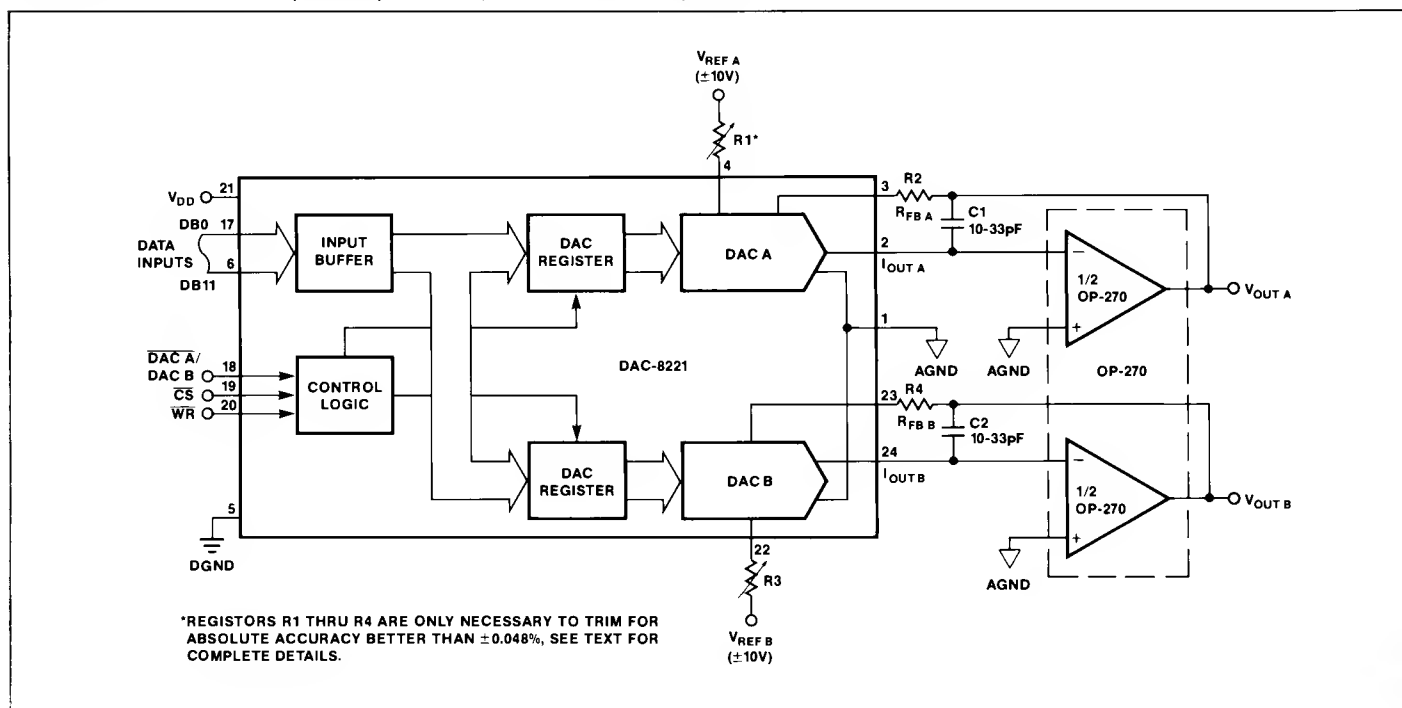 V_REF A
(±10V)
R1*
4
V_DD
21
DB0
17
DATA
INPUTS
6
DB11
INPUT
BUFFER
DAC
REGISTER
DAC A
3
R2
R_FB A
C1
10-33pF
2
I_OUT A
1
AGND
1/2
OP-270
−
+
AGND
V_OUT A
OP-270
DAC A/
DAC B
18
CS
19
WR
20
CONTROL
LOGIC
DAC-8221
23
R4
R_FB B
C2
10-33pF
24
I_OUT B
DAC
REGISTER
DAC B
1/2
OP-270
−
+
AGND
V_OUT B
5
DGND
22
R3
V_REF B
(±10V)
*REGISTORS R1 THRU R4 ARE ONLY NECESSARY TO TRIM FOR
ABSOLUTE ACCURACY BETTER THAN ±0.048%, SEE TEXT FOR
COMPLETE DETAILS.